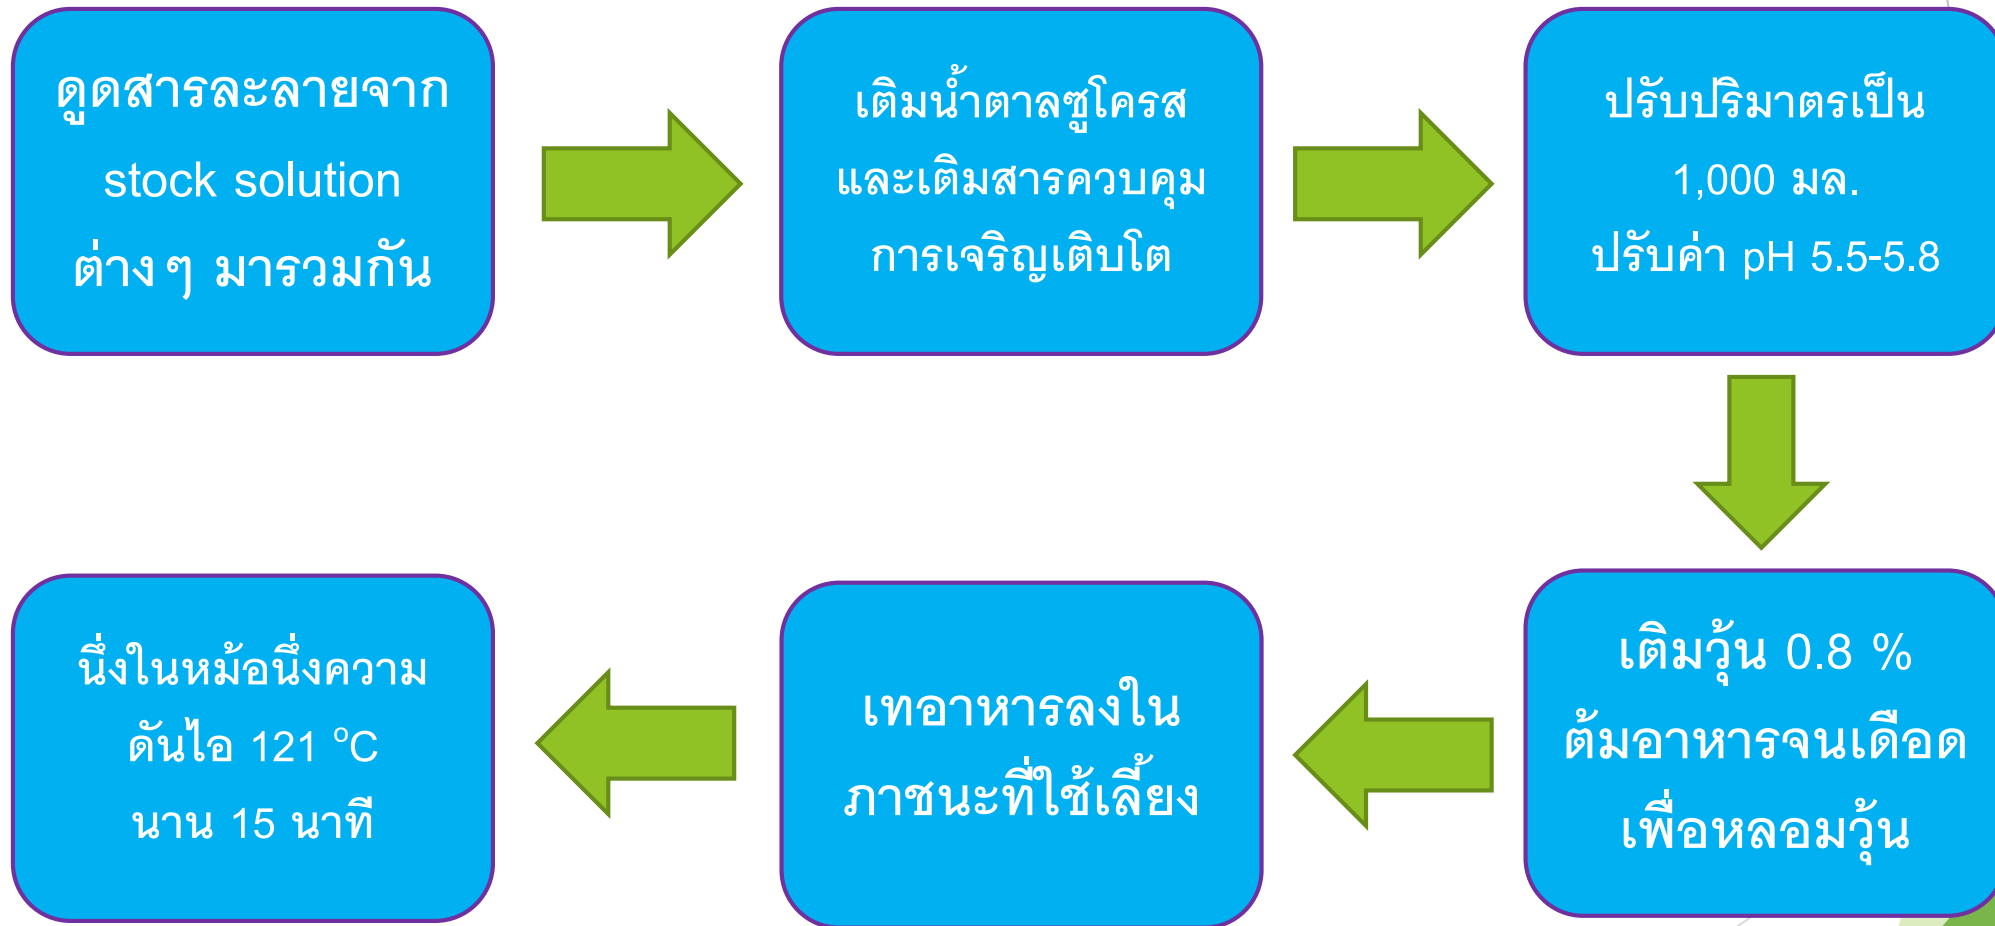 ดูดสารละลายจาก
stock solution
ต่าง ๆ มารวมกัน
เติมน้ำตาลซูโครส
และเติมสารควบคุม
การเจริญเติบโต
ปรับปริมาตรเป็น
1,000 มล.
ปรับค่า pH 5.5-5.8
เติมวุ้น 0.8 %
ต้มอาหารจนเดือด
เพื่อหลอมวุ้น
เทอาหารลงใน
ภาชนะที่ใช้เลี้ยง
นึ่งในหม้อนึ่งความ
ดันไอ 121 °C
นาน 15 นาที